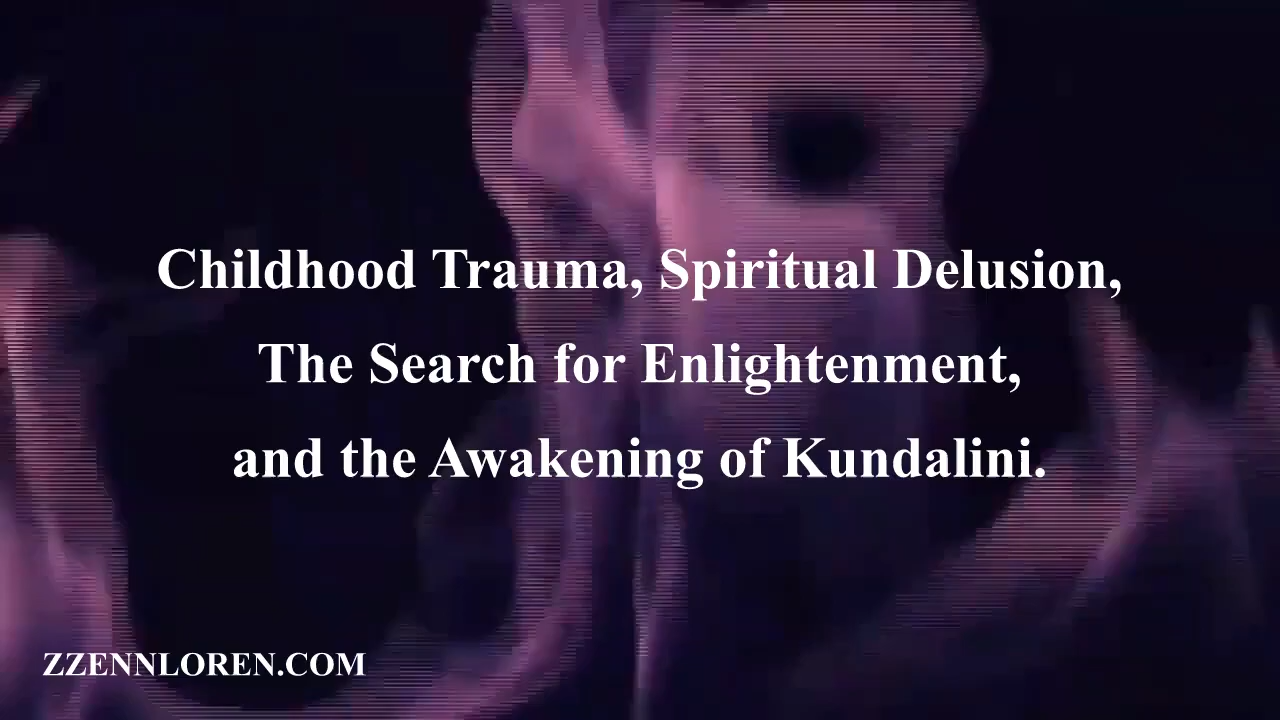 Childhood Trauma, Spiritual Delusion,
The Search for Enlightenment,
and the Awakening of Kundalini.
ZZENNLOREN.COM